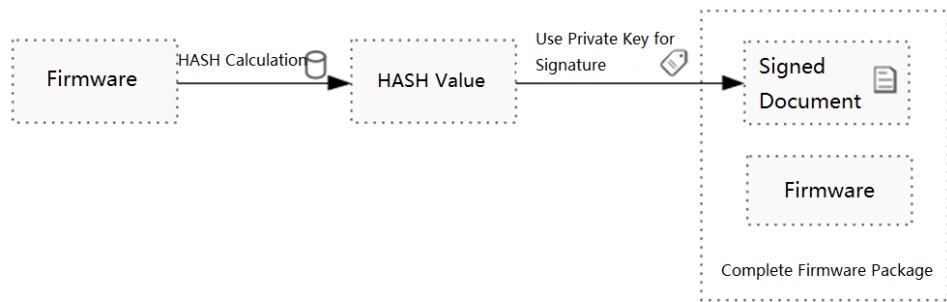 Firmware
HASH Calculation
HASH Value
Use Private Key for
Signature
Signed
Document
Firmware
Complete Firmware Package